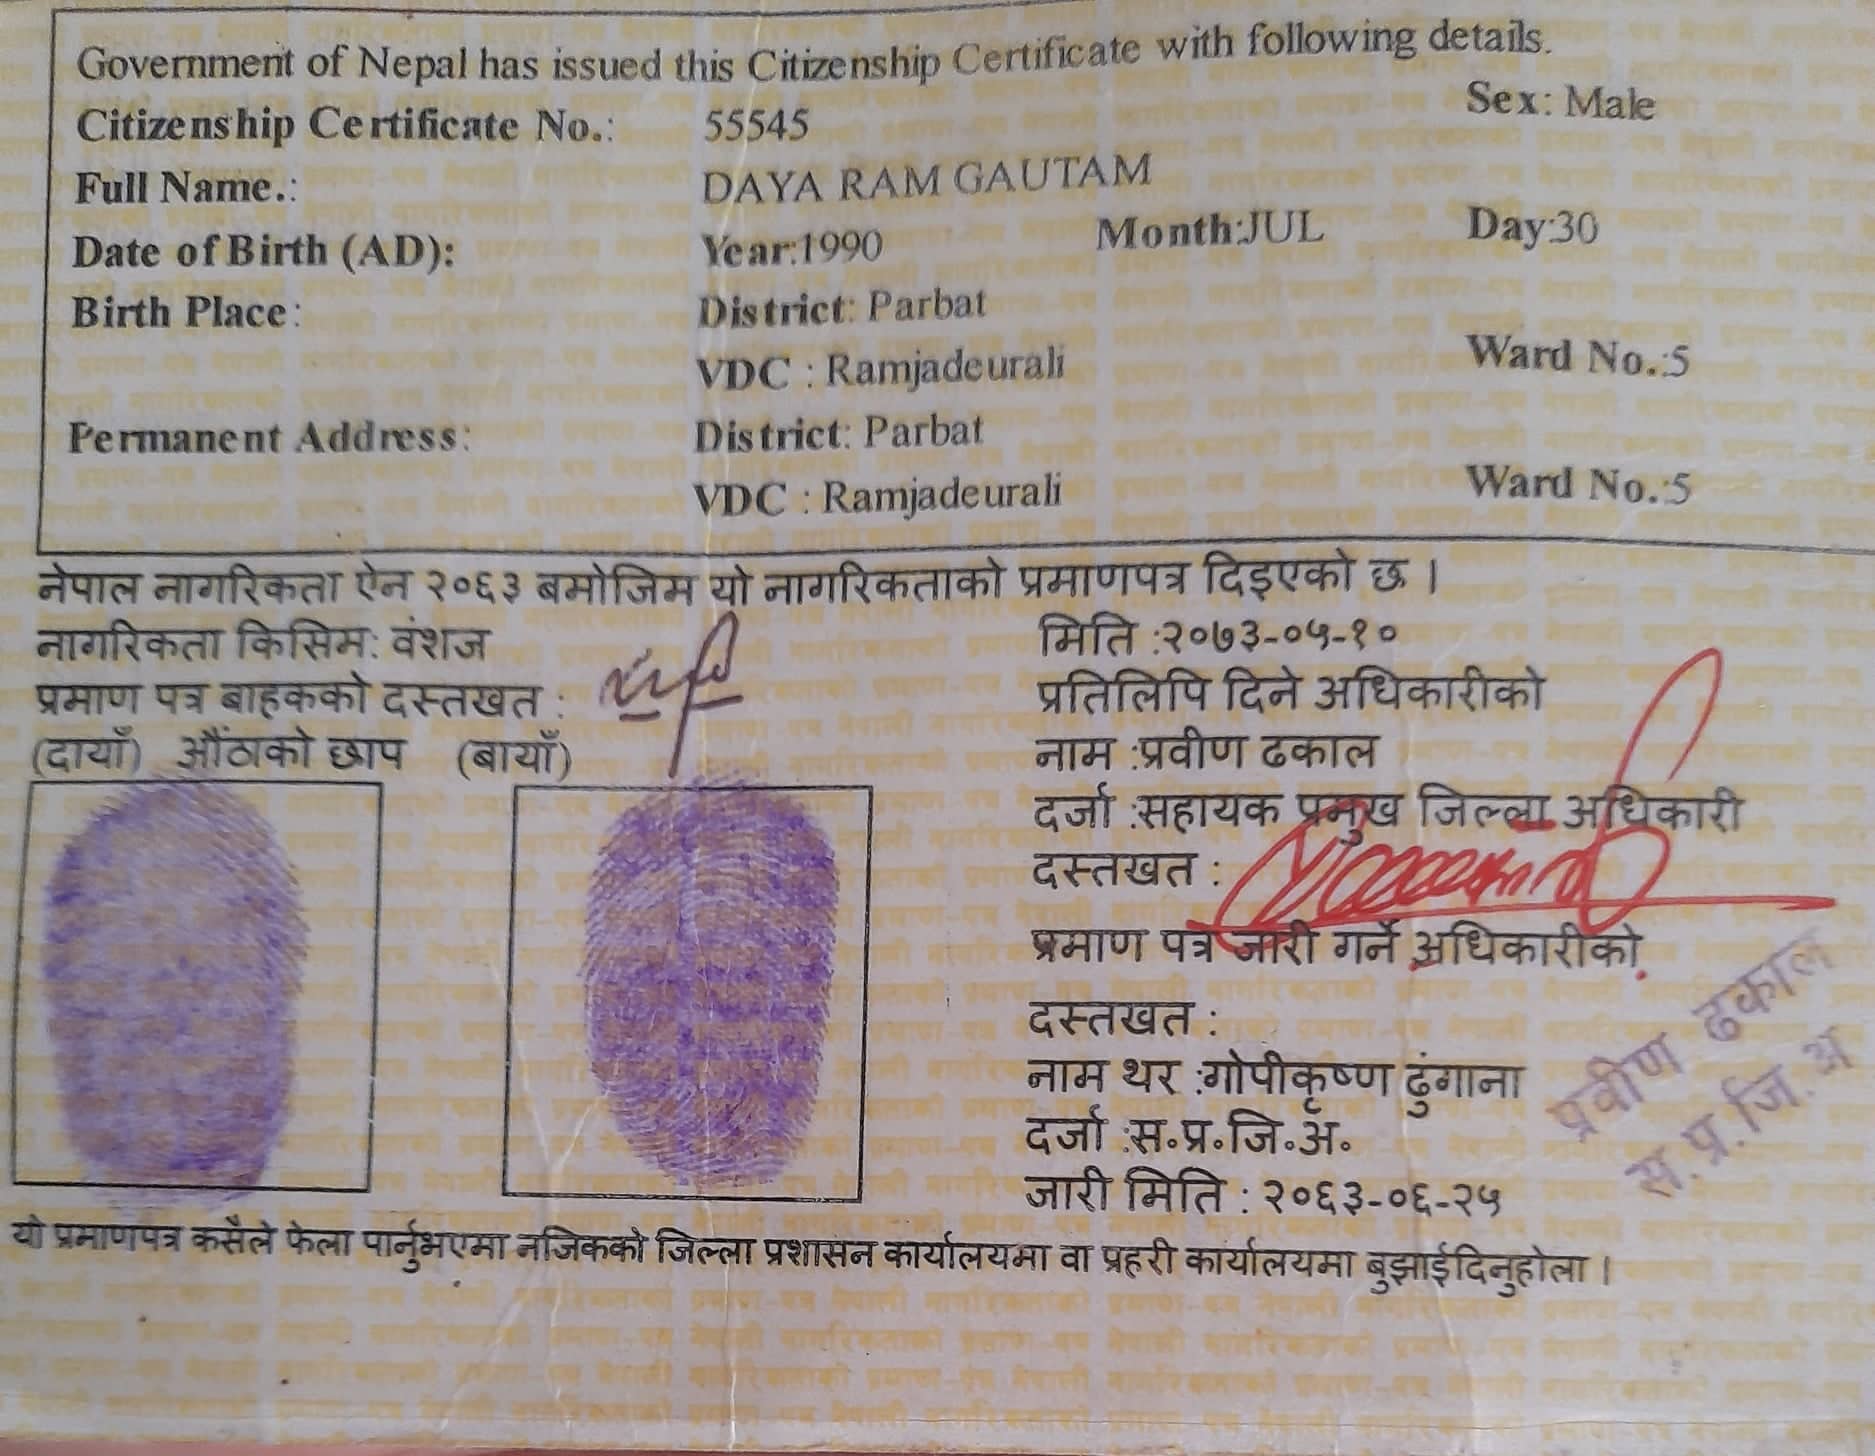 Government of Nepal has issued this Citizenship Certificate with following details.
Sex: Male
Citizenship Certificate No.: 55545
Full Name.: DAYA RAM GAUTAM
Date of Birth (AD): Year:1990 Month:JUL Day:30
Birth Place: District: Parbat
VDC : Ramjadeurali Ward No.:5
Permanent Address: District: Parbat
VDC : Ramjadeurali Ward No.:5
नेपाल नागरिकता ऐन २०६३ बमोजिम यो नागरिकताको प्रमाणपत्र दिइएको छ ।
नागरिकता किसिम: वंशज
प्रमाण पत्र बाहकको दस्तखत :
(दायाँ) औंठाको छाप (बायाँ)
मिति :२०७३-०५-१०
प्रतिलिपि दिने अधिकारीको
नाम :प्रवीण ढकाल
दर्जा :सहायक प्रमुख जिल्ला अधिकारी
दस्तखत :
प्रमाण पत्र जारी गर्ने अधिकारीको
दस्तखत :
नाम थर :गोपीकृष्ण ढुंगाना
दर्जा :स.प्र.जि.अ.
जारी मिति : २०६३-०६-२५
प्रवीण ढकाल
स.प्र.जि.अ
यो प्रमाणपत्र कसैले फेला पार्नुभएमा नजिकको जिल्ला प्रशासन कार्यालयमा वा प्रहरी कार्यालयमा बुझाईदिनुहोला ।